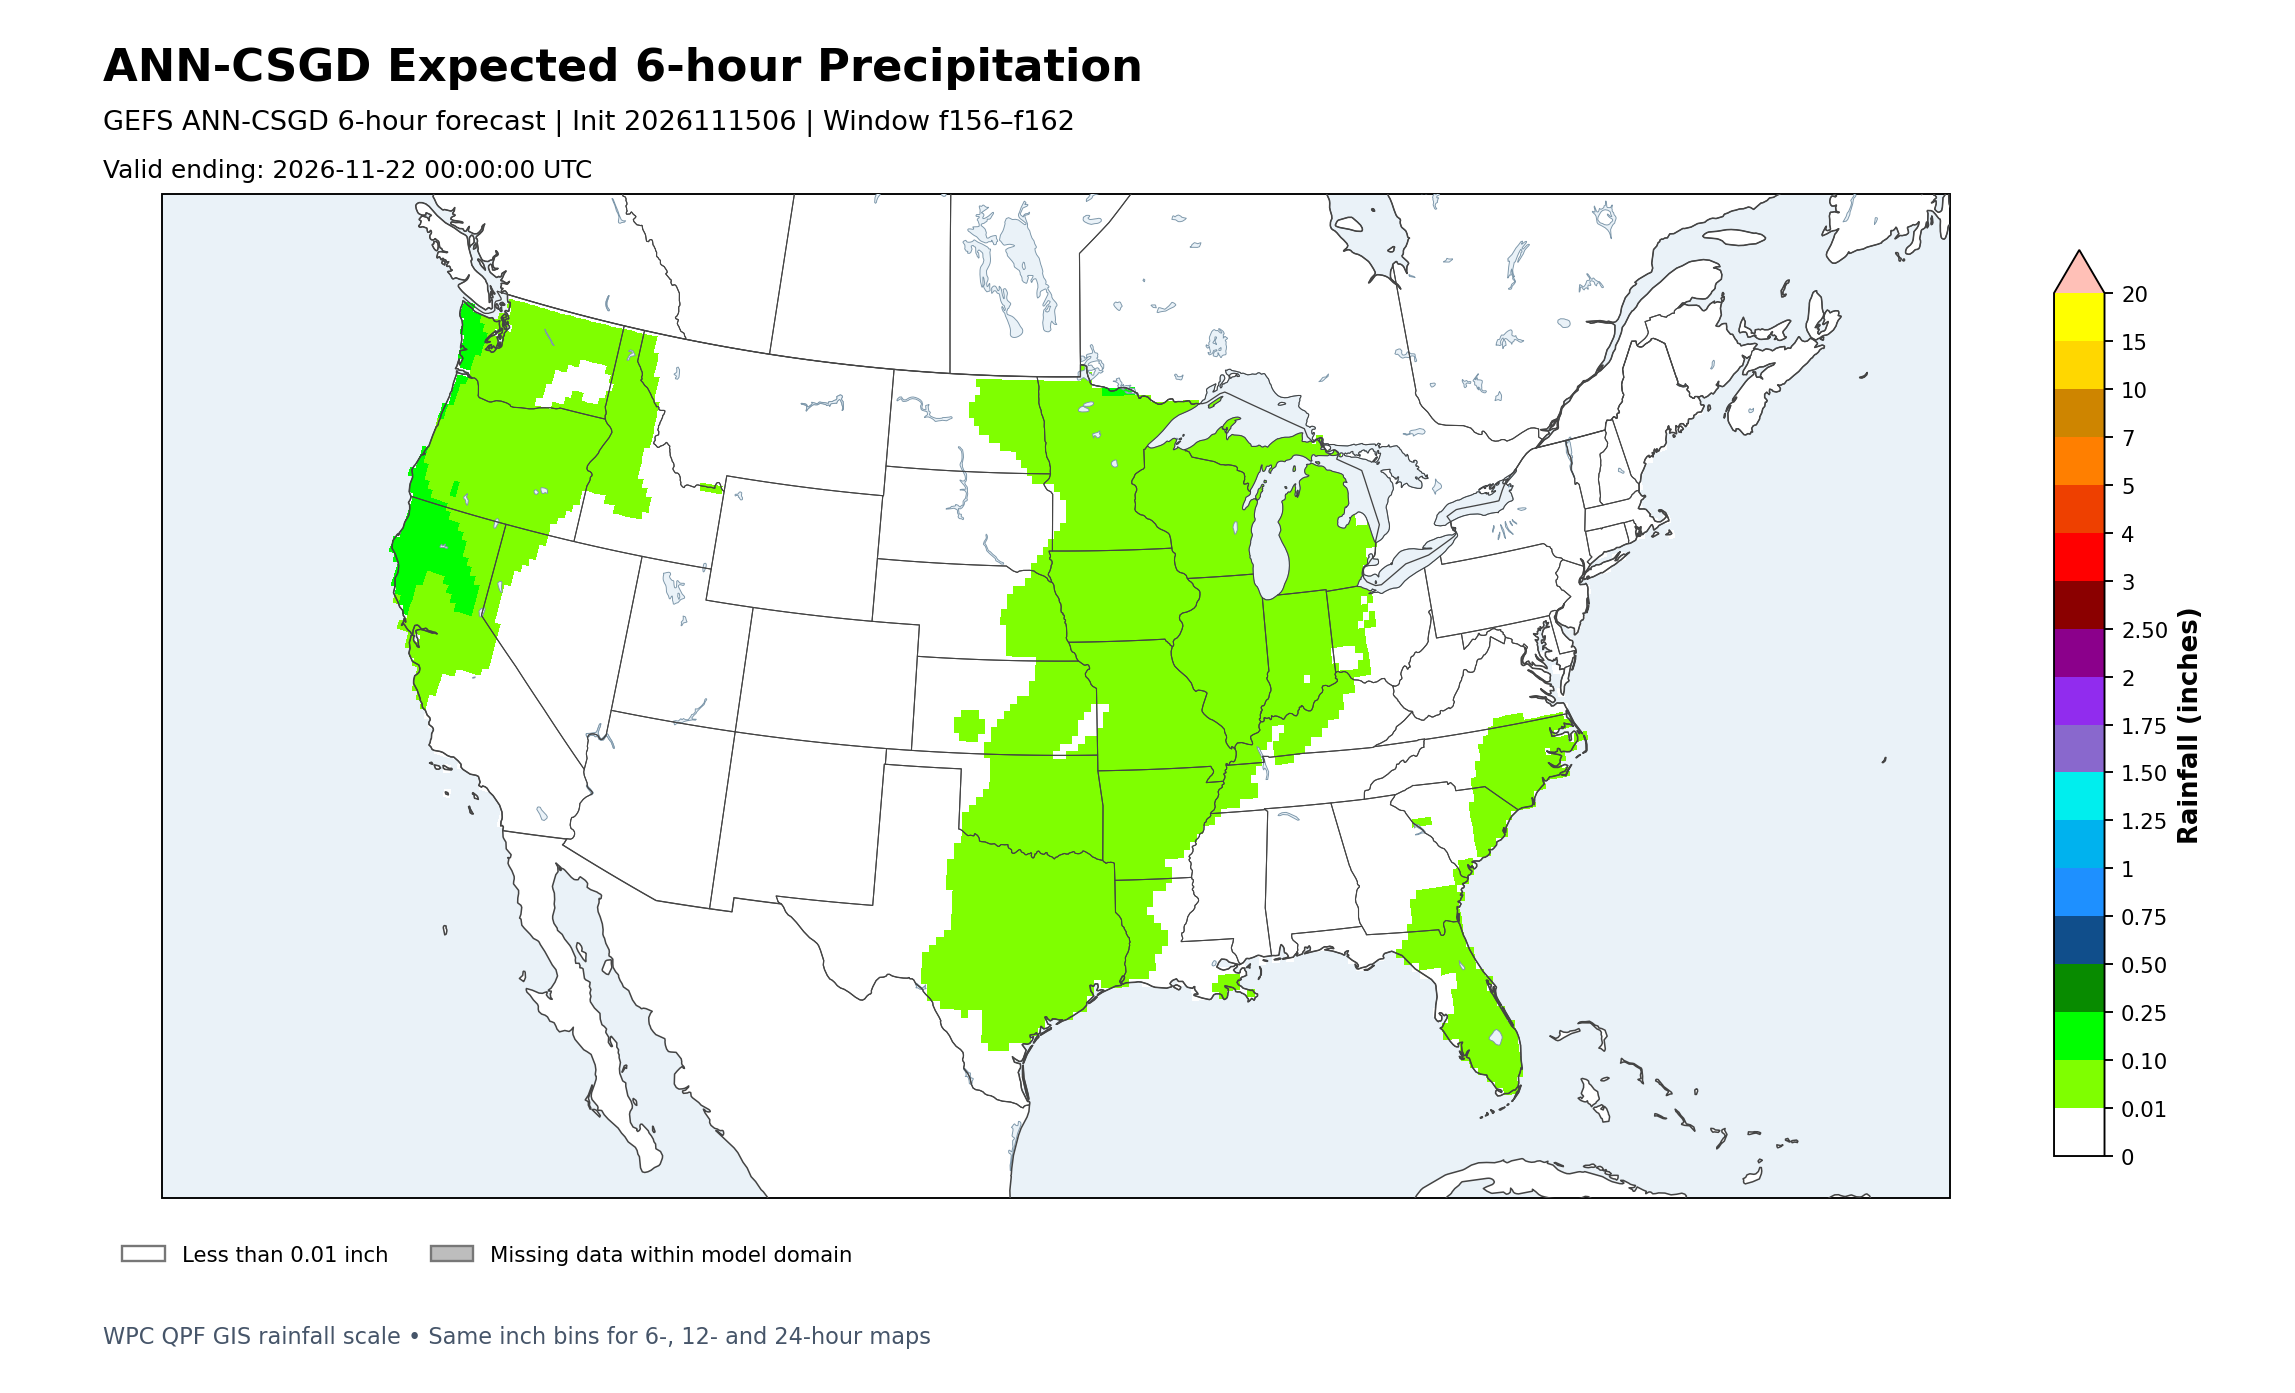 ANN-CSGD Expected 6-hour Precipitation
GEFS ANN-CSGD 6-hour forecast | Init 2026111506 | Window f156–f162
Valid ending: 2026-11-22 00:00:00 UTC
20
15
10
7
5
4
3
2.50
2
1.75
1.50
1.25
1
0.75
0.50
0.25
0.10
0.01
0
Rainfall (inches)
Less than 0.01 inch
Missing data within model domain
WPC QPF GIS rainfall scale • Same inch bins for 6-, 12- and 24-hour maps